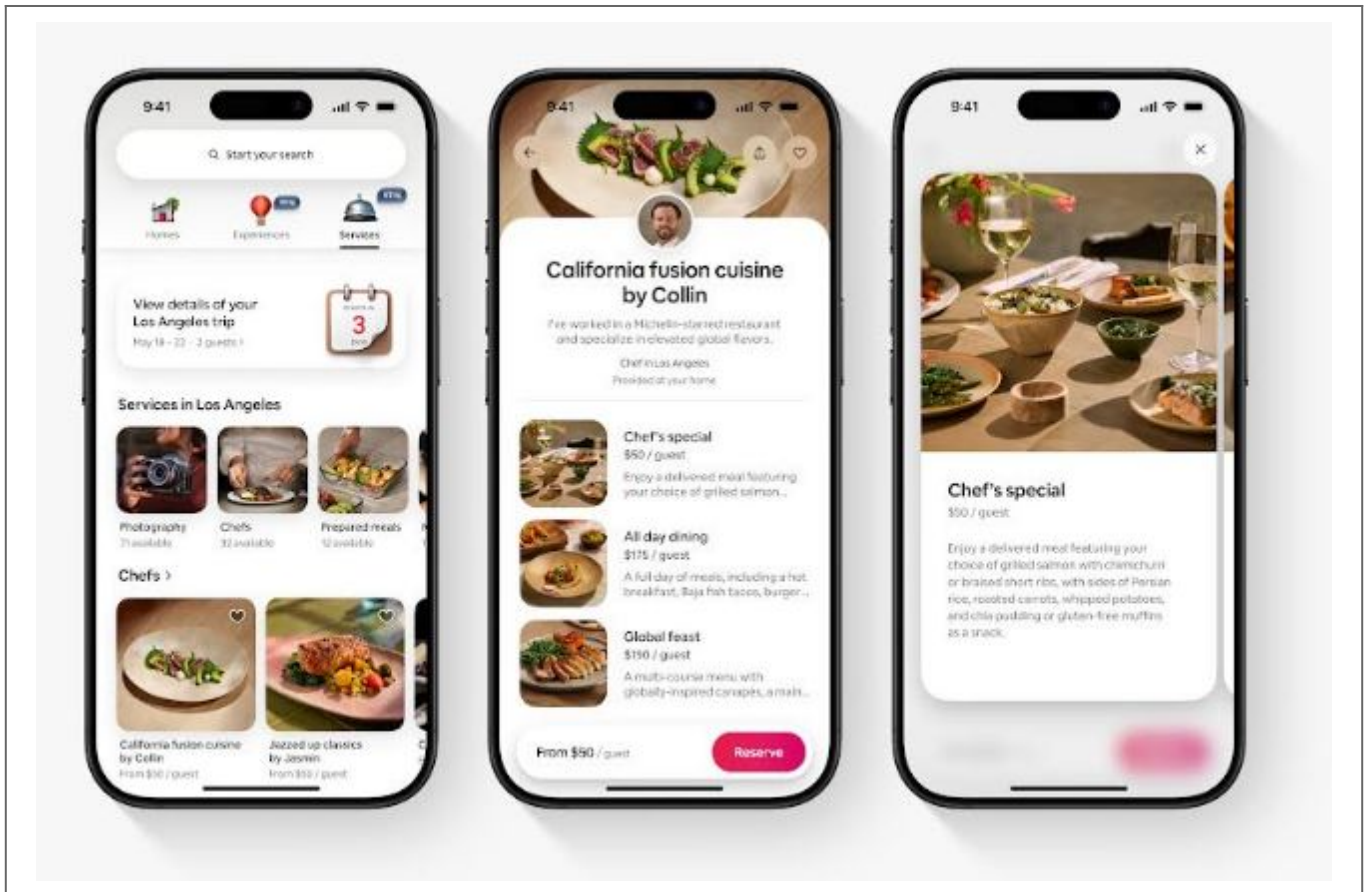 9:41
Start your search
Homes
Experiences
Services
View details of your
Los Angeles trip
2 guests
3
Services in Los Angeles
Photography
Chefs
Prepared meals
available
32 available
12 available
Chefs
California fusion cuisine
by Collin
From $50 / guest
Jazzed up classics
by Jasmin
guest
9:41
California fusion cuisine
by Collin
I've worked in a Michelin-starred restaurant
and specialize in elevated global flavors.
Chef in Los Angeles
Provided at your home
Chef's special
$50 / guest
Enjoy a delivered meal featuring
your choice of grilled salmon...
All day dining
$175 / guest
A full day of meals, including a hot
breakfast, Baja fish tacos, burger...
Global feast
$190 / guest
A multi-course menu with
globally-inspired canapés, a main...
From $50 / guest
Reserve
9:41
Chef's special
$50 / guest
Enjoy a delivered meal featuring your
choice of grilled salmon with chimichurri
or braised short ribs, with sides of Persian
rice, roasted carrots, whipped potatoes,
and chia pudding or gluten-free muffins
as a snack.